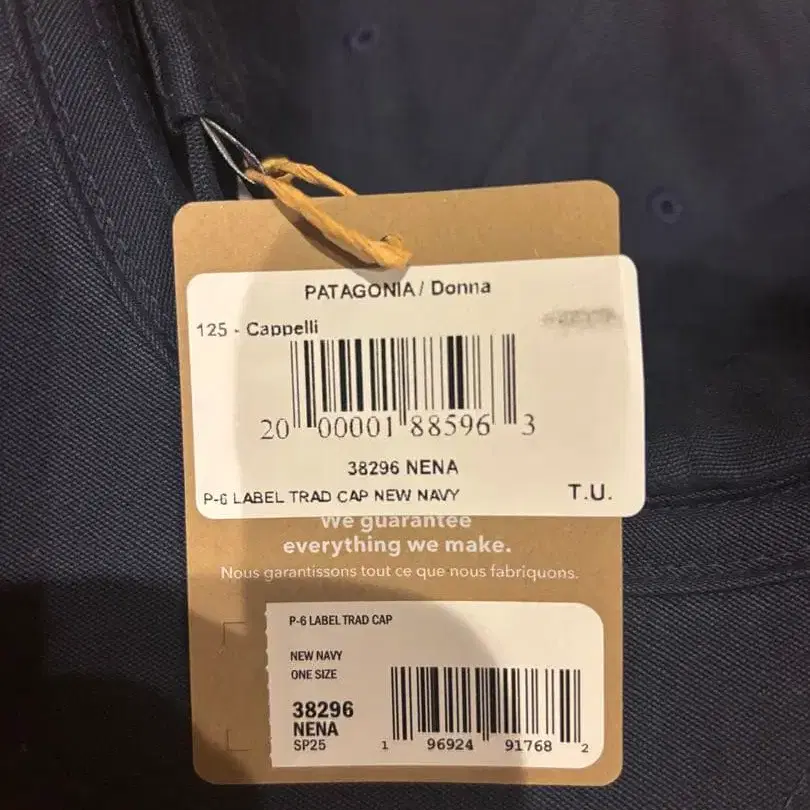 PATAGONIA / Donna
125 - Cappelli
20 00001 88596 3
38296 NENA
P-6 LABEL TRAD CAP NEW NAVY T.U.
We guarantee
everything we make.
Nous garantissons tout ce que nous fabriquons.
P-6 LABEL TRAD CAP
NEW NAVY
ONE SIZE
38296
NENA
SP25
1 96924 91768 2